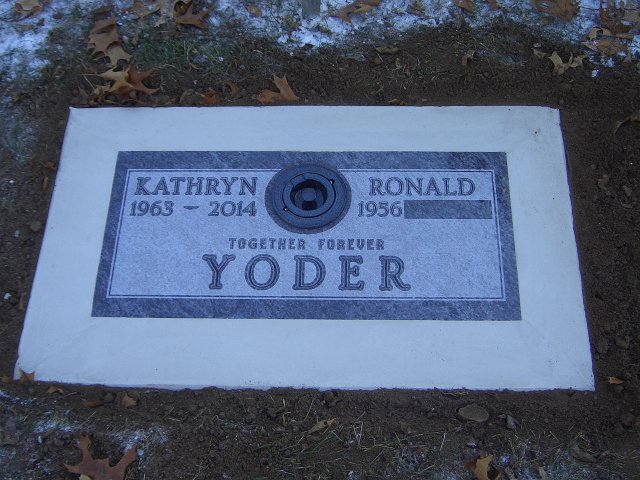 KATHRYN RONALD
1963 - 2014 1956
TOGETHER FOREVER
YODER